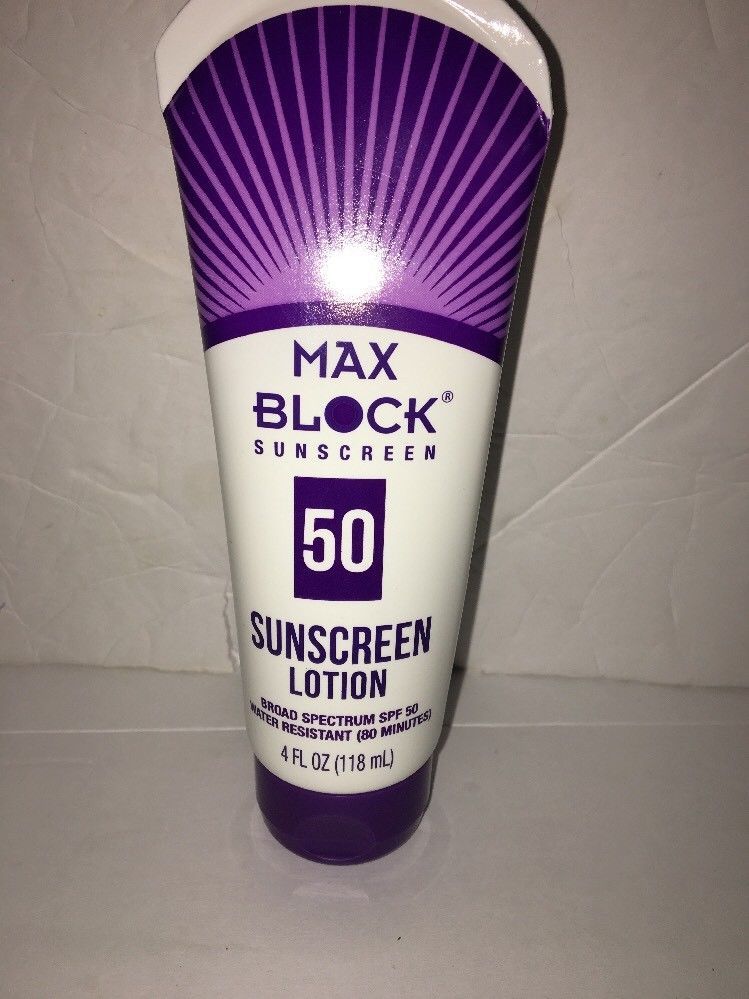 MAX
BLOCK®
SUNSCREEN
50
SUNSCREEN
LOTION
BROAD SPECTRUM SPF 50
WATER RESISTANT (80 MINUTES)
4 FL OZ (118 mL)